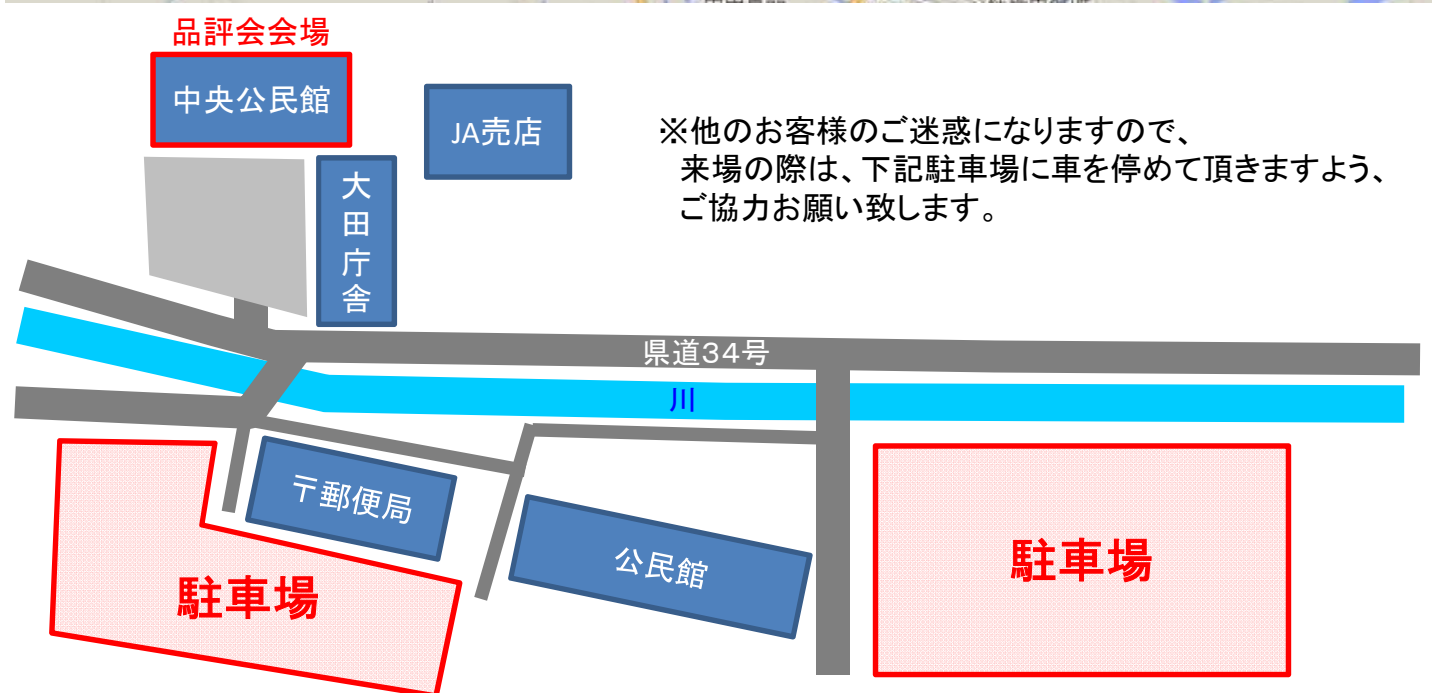 品評会会場
中央公民館
JA売店
※他のお客様のご迷惑になりますので、
来場の際は、下記駐車場に車を停めて頂きますよう、
ご協力お願い致します。
大田庁舎
県道34号
川
〒郵便局
公民館
駐車場
駐車場